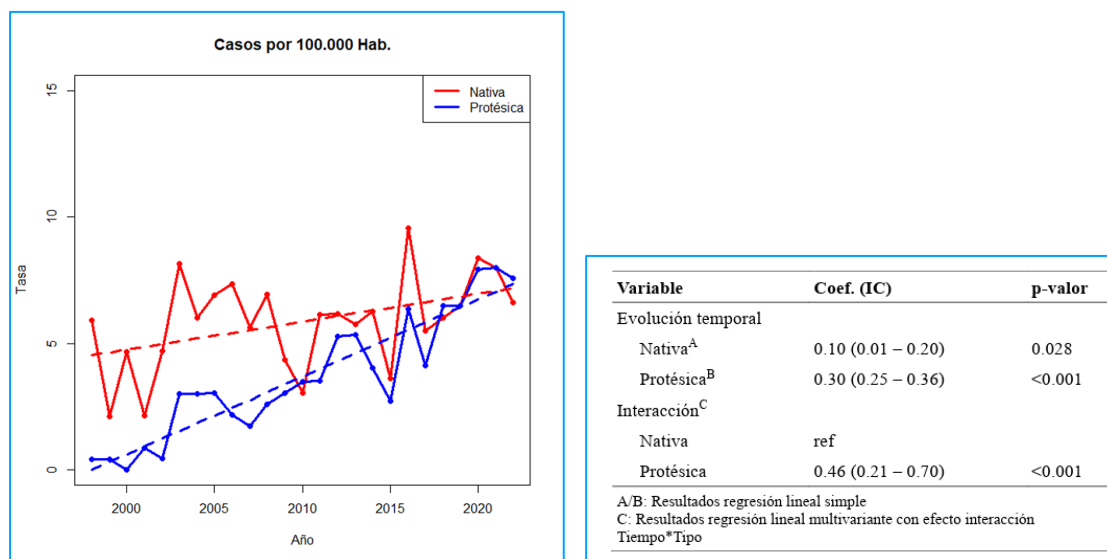 Casos por 100.000 Hab.
Nativa
Protésica
15
10
5
0
Tasa
2000 2005 2010 2015 2020
Año
Variable Coef. (IC) p-valor
Evolución temporal
NativaA 0.10 (0.01 – 0.20) 0.028
ProtésicaB 0.30 (0.25 – 0.36) <0.001
InteracciónC
Nativa ref
Protésica 0.46 (0.21 – 0.70) <0.001
A/B: Resultados regresión lineal simple
C: Resultados regresión lineal multivariante con efecto interacción
Tiempo*Tipo